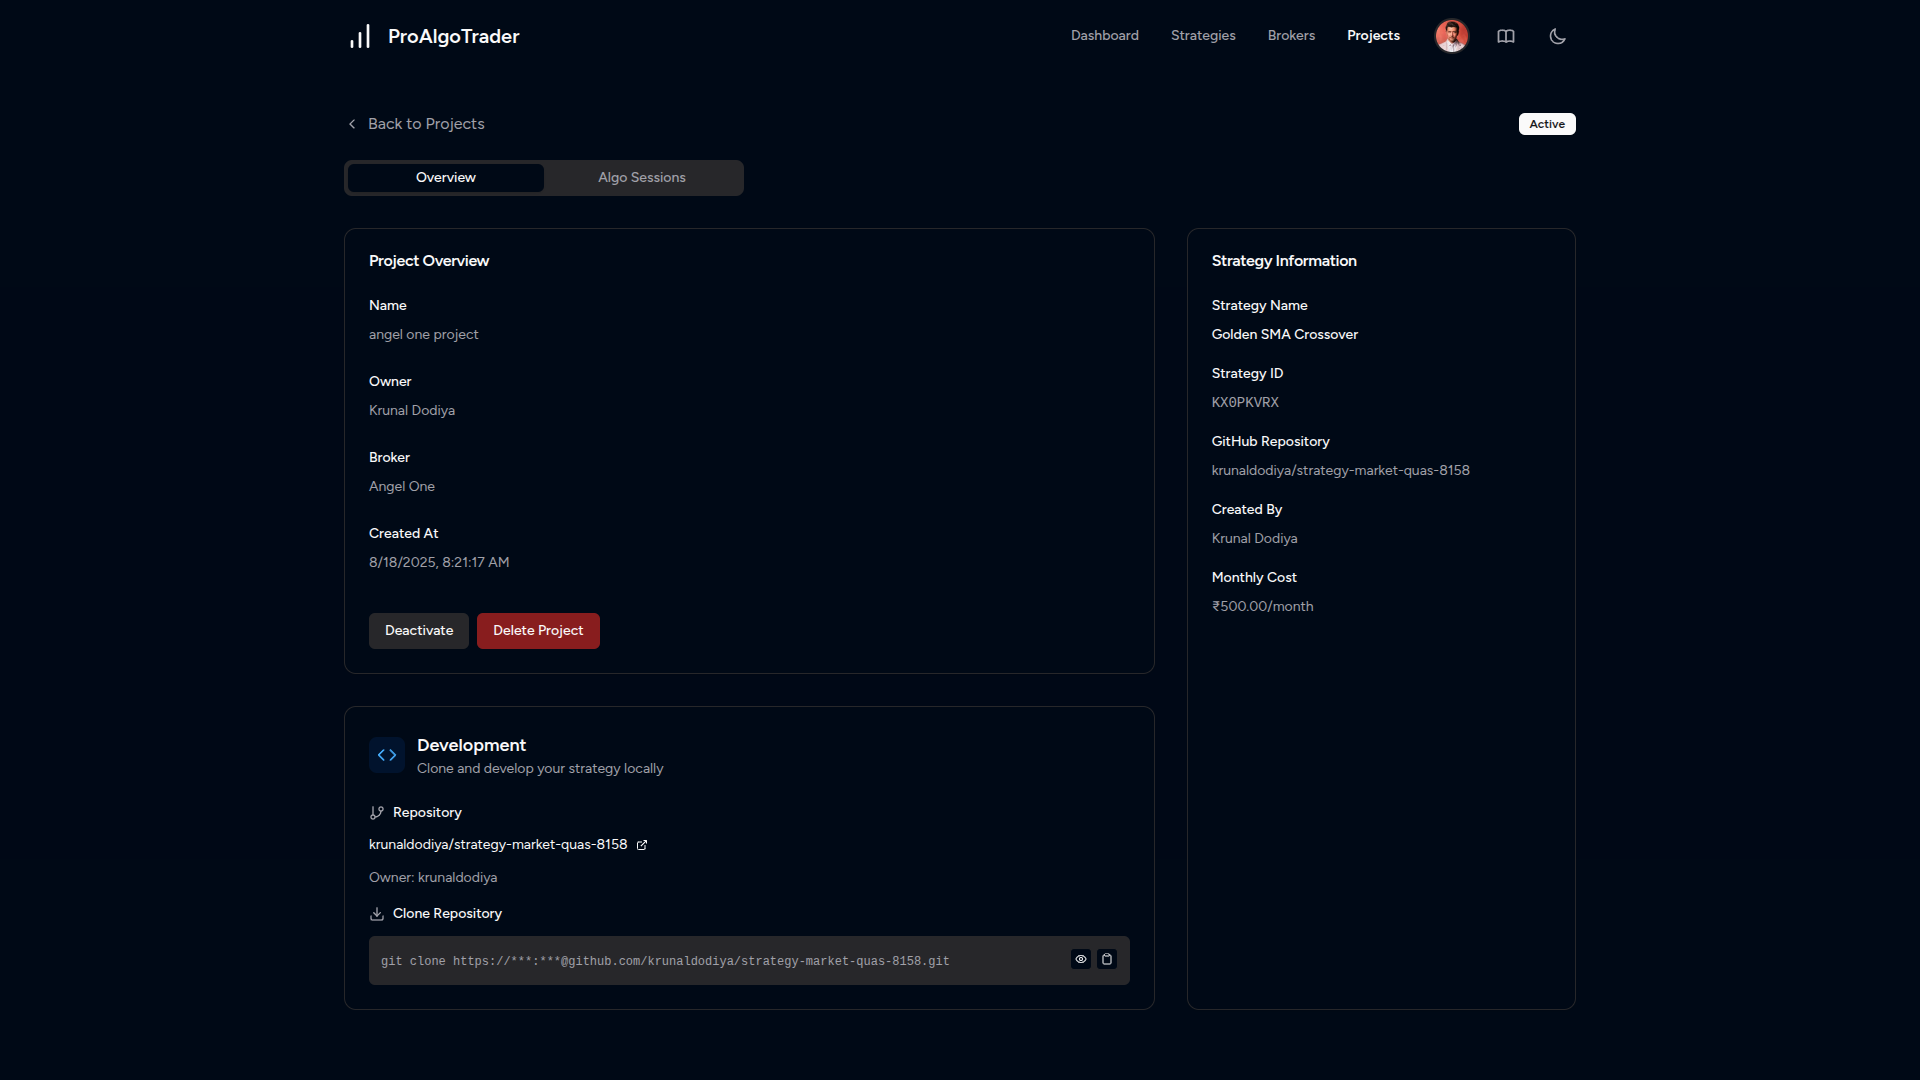 ProAlgoTrader
Dashboard
Strategies
Brokers
Projects
Back to Projects
Active
Overview
Algo Sessions
Project Overview
Name
angel one project
Owner
Krunal Dodiya
Broker
Angel One
Created At
8/18/2025, 8:21:17 AM
Deactivate
Delete Project
Strategy Information
Strategy Name
Golden SMA Crossover
Strategy ID
KX0PKVRX
GitHub Repository
krunaldodiya/strategy-market-quas-8158
Created By
Krunal Dodiya
Monthly Cost
₹500.00/month
Development
Clone and develop your strategy locally
Repository
krunaldodiya/strategy-market-quas-8158
Owner: krunaldodiya
Clone Repository
git clone https://***:***@github.com/krunaldodiya/strategy-market-quas-8158.git